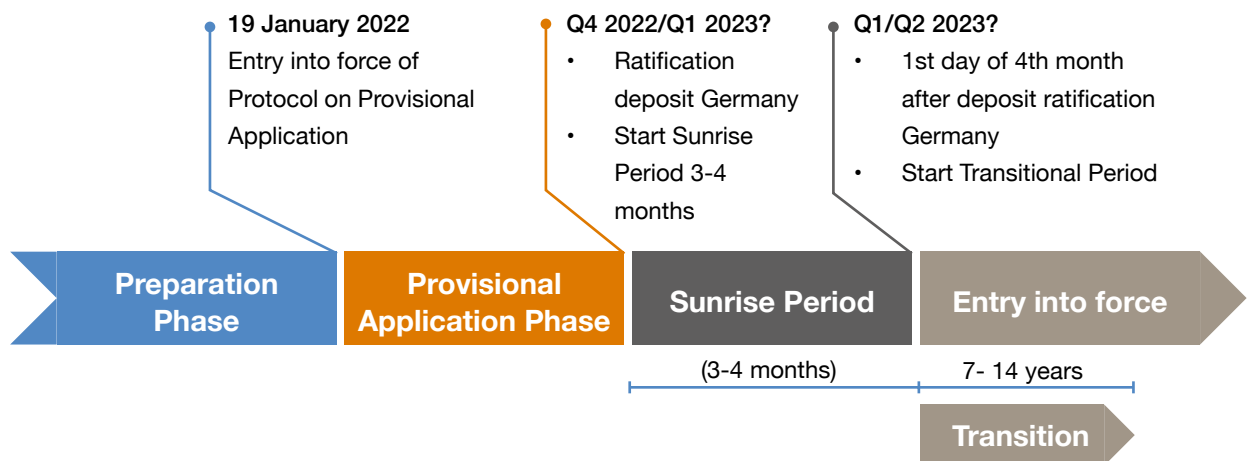 19 January 2022
Entry into force of
Protocol on Provisional
Application
Q4 2022/Q1 2023?
• Ratification
deposit Germany
• Start Sunrise
Period 3-4
months
Q1/Q2 2023?
• 1st day of 4th month
after deposit ratification
Germany
• Start Transitional Period
Preparation
Phase
Provisional
Application Phase
Sunrise Period
Entry into force
(3-4 months)
7- 14 years
Transition